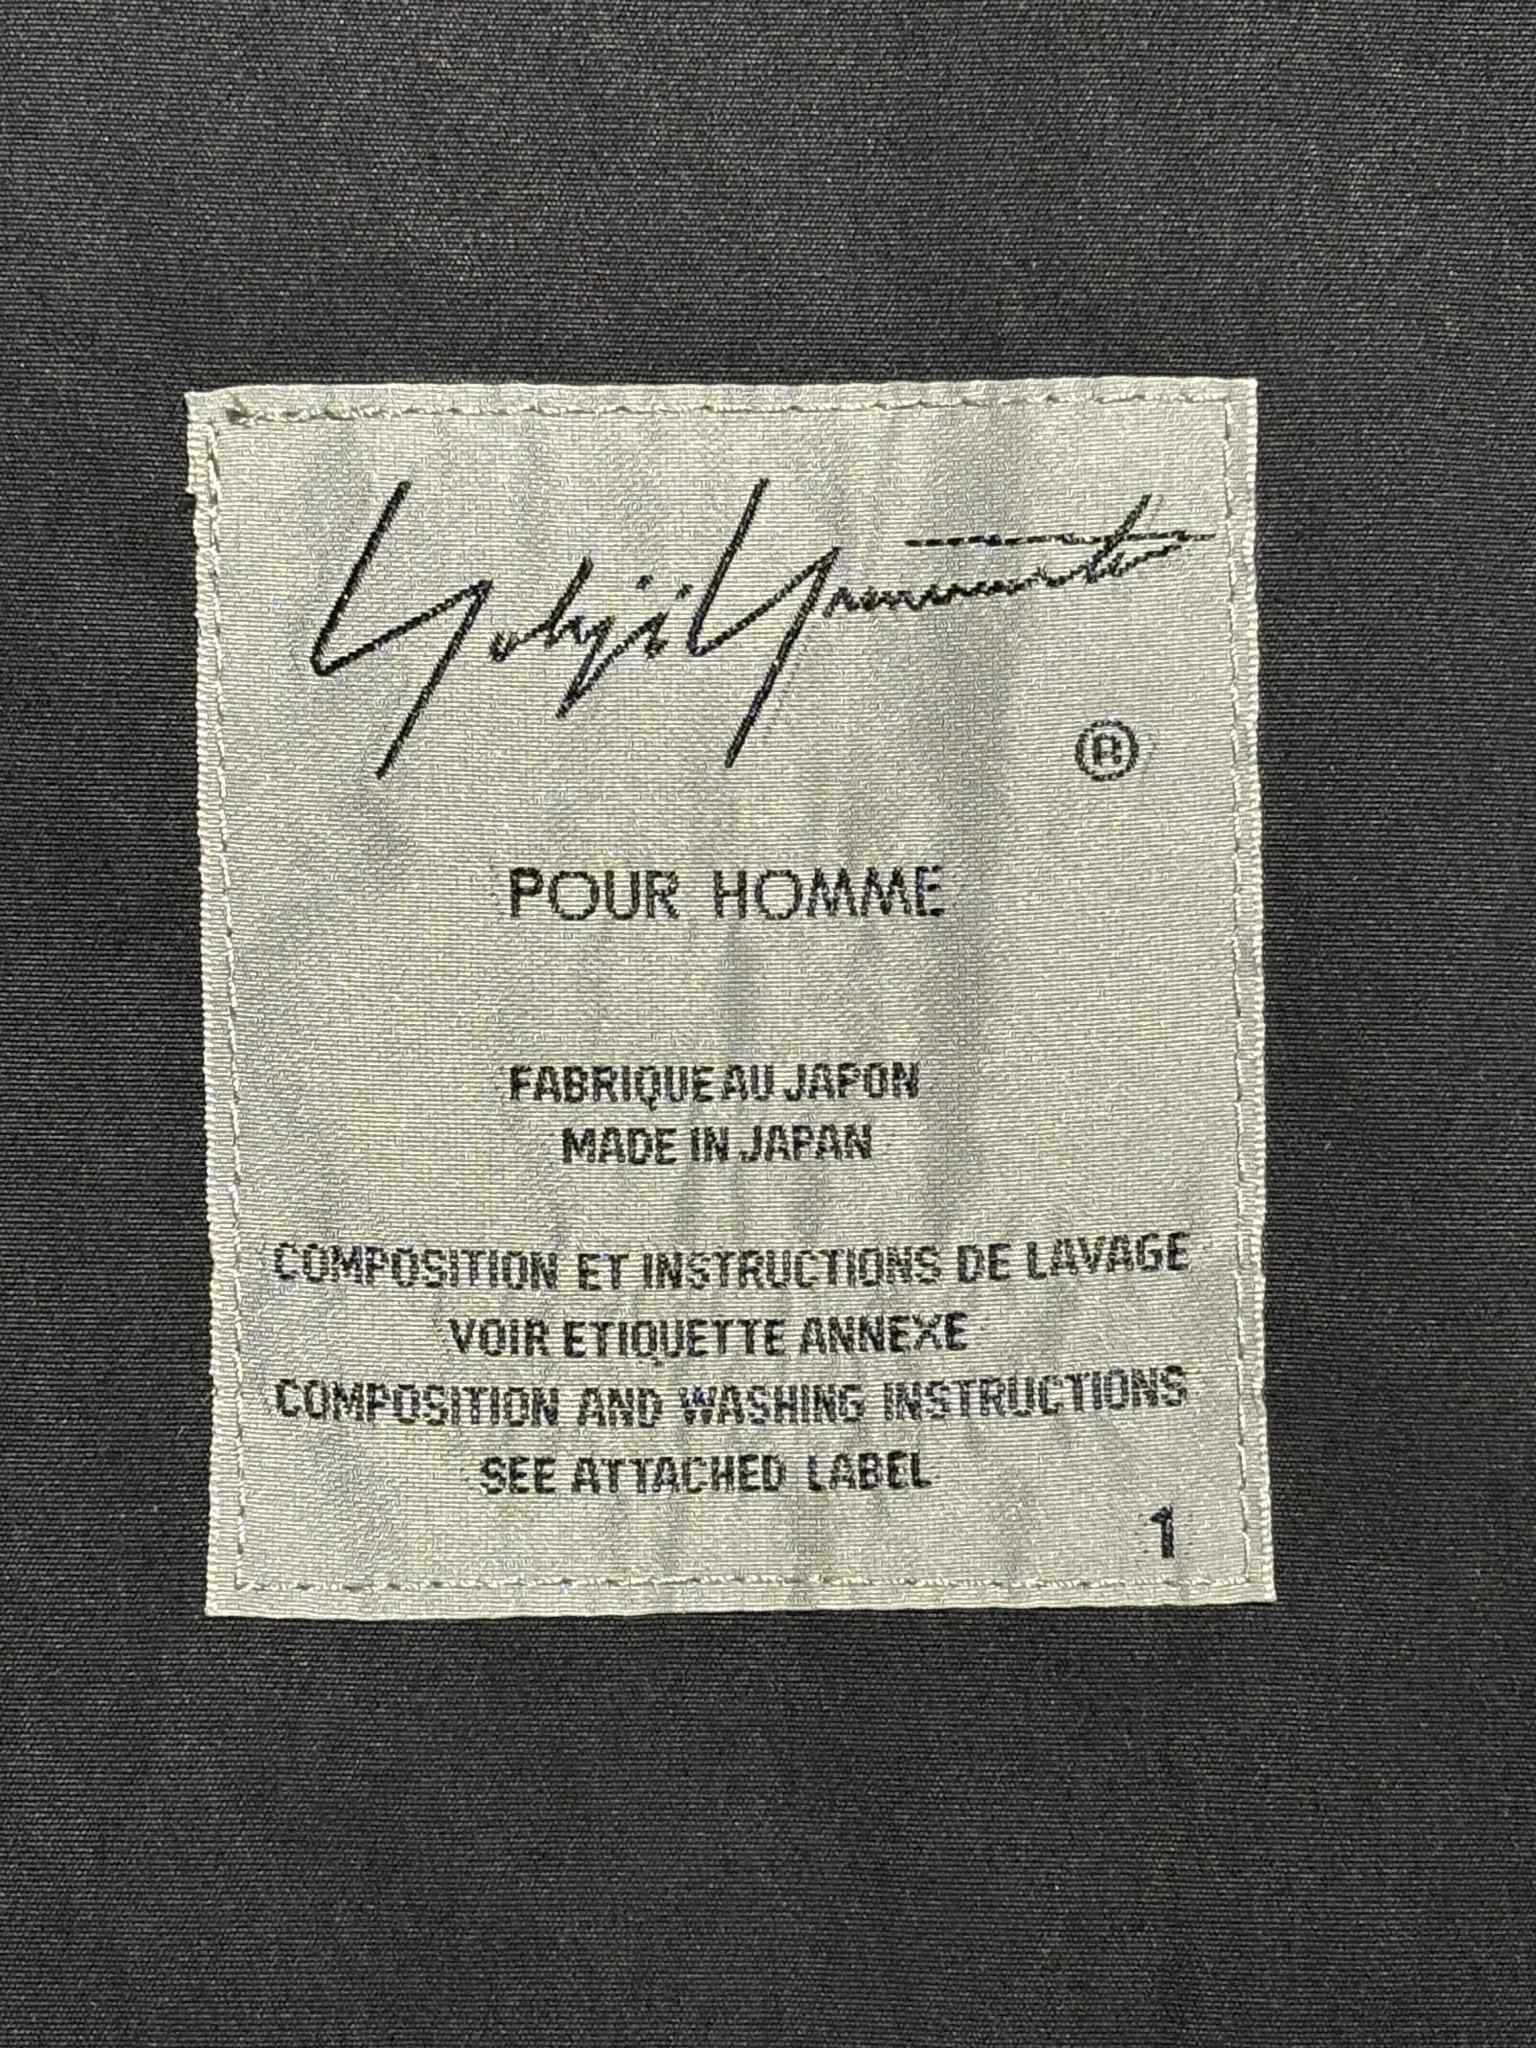 Yohji Yamamoto
®
POUR HOMME
FABRIQUE AU JAPON
MADE IN JAPAN
COMPOSITION ET INSTRUCTIONS DE LAVAGE
VOIR ETIQUETTE ANNEXE
COMPOSITION AND WASHING INSTRUCTIONS
SEE ATTACHED LABEL
1